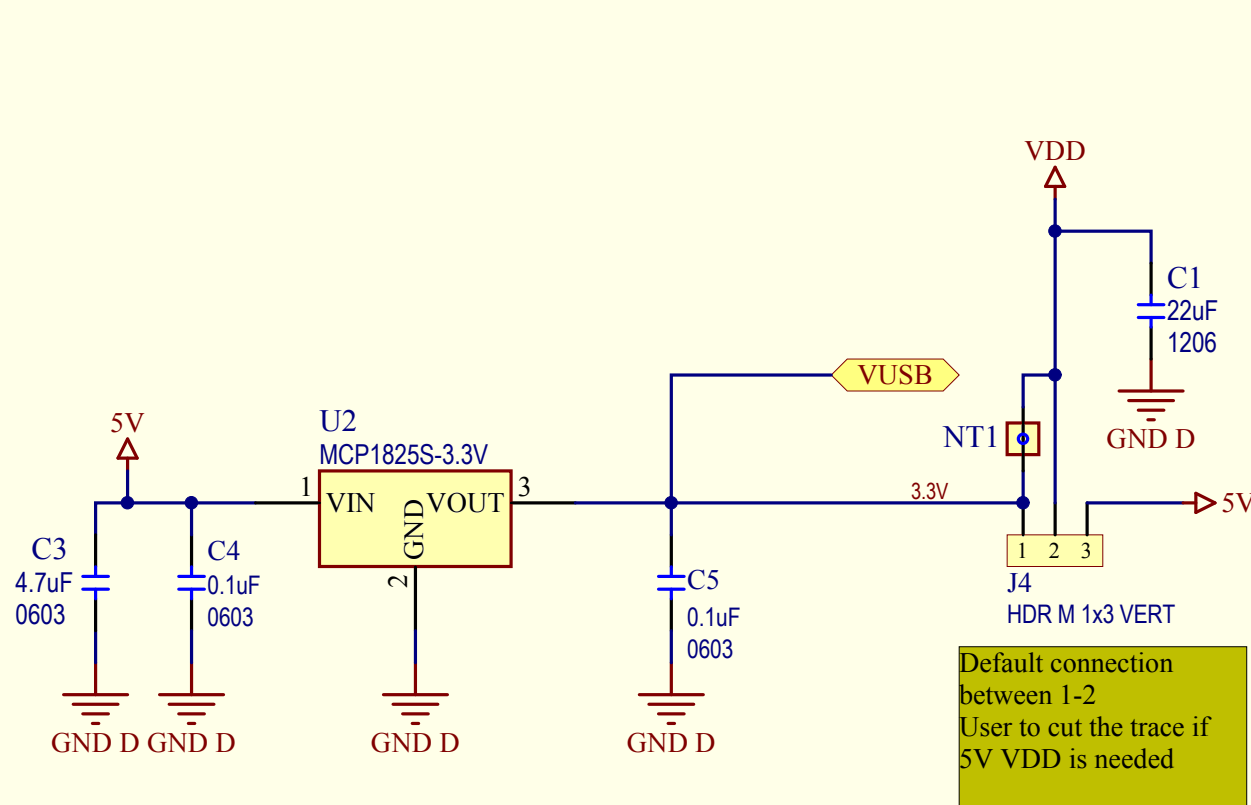 VDD
C1
22uF
1206
GND D
VUSB
NT1
5V
U2
MCP1825S-3.3V
1
VIN
GND
VOUT
3
2
3.3V
5V
C3
4.7uF
0603
C4
0.1uF
0603
C5
0.1uF
0603
1 2 3
J4
HDR M 1x3 VERT
GND D
GND D
GND D
GND D
Default connection
between 1-2
User to cut the trace if
5V VDD is needed